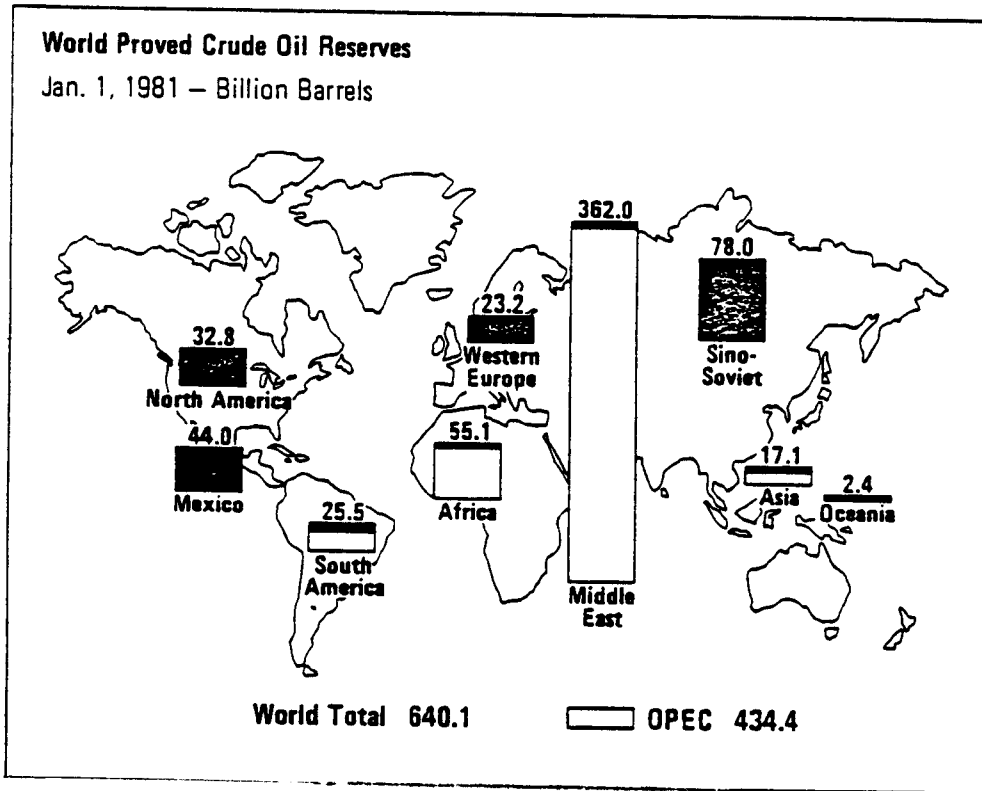 World Proved Crude Oil Reserves
Jan. 1, 1981 – Billion Barrels
362.0
78.0
23.2
32.8
Western
Europe
Sino-
Soviet
North America
44.0
55.1
17.1
2.4
Mexico
Africa
Asia
Oceania
25.5
South
America
Middle
East
World Total 640.1
OPEC 434.4